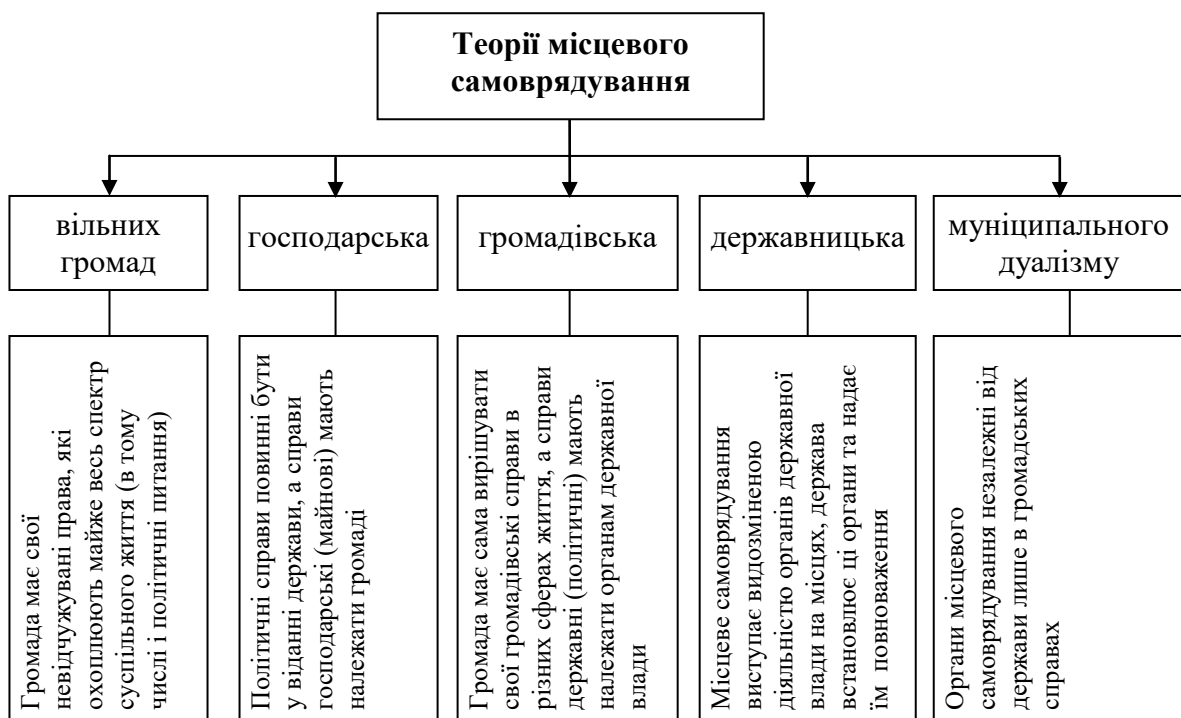 Теорії місцевого
самоврядування
вільних
громад
господарська
громадівська
державницька
муніципального
дуалізму
Громада має свої
невідчужувані права, які
охоплюють майже весь спектр
суспільного життя (в тому
числі і політичні питання)
Політичні справи повинні бути
у віданні держави, а справи
господарські (майнові) мають
належати громаді
Громада має сама вирішувати
свої громадівські справи в
різних сферах життя, а справи
державні (політичні) мають
належати органам державної
влади
Місцеве самоврядування
виступає видозміненою
діяльністю органів державної
влади на місцях, держава
встановлює ці органи та надає
їм повноваження
Органи місцевого
самоврядування незалежні від
держави лише в громадських
справах